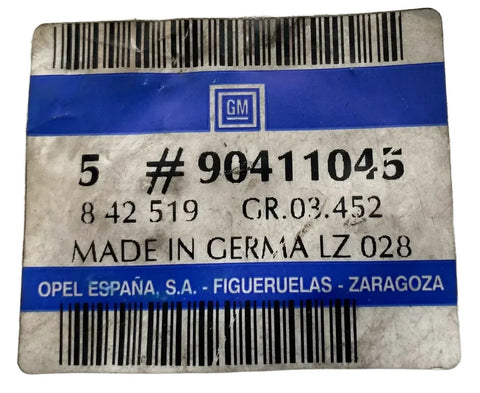 GM
5 # 90411045
8 42 519 GR.03.452
MADE IN GERMA LZ 028
OPEL ESPAÑA, S.A. - FIGUERUELAS - ZARAGOZA